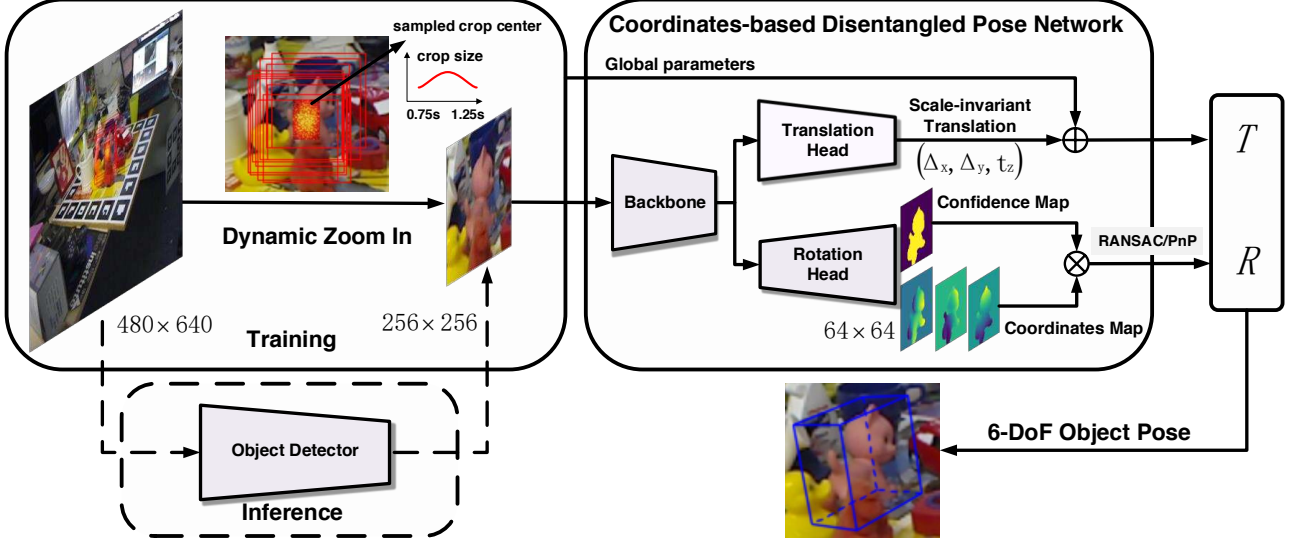 sampled crop center
crop size
0.75s 1.25s
Dynamic Zoom In
480×640
256×256
Training
Object Detector
Inference
Coordinates-based Disentangled Pose Network
Global parameters
Backbone
Translation
Head
Scale-invariant
Translation
(Δx, Δy, tz)
Rotation
Head
Confidence Map
64×64
Coordinates Map
RANSAC/PnP
T
R
6-DoF Object Pose